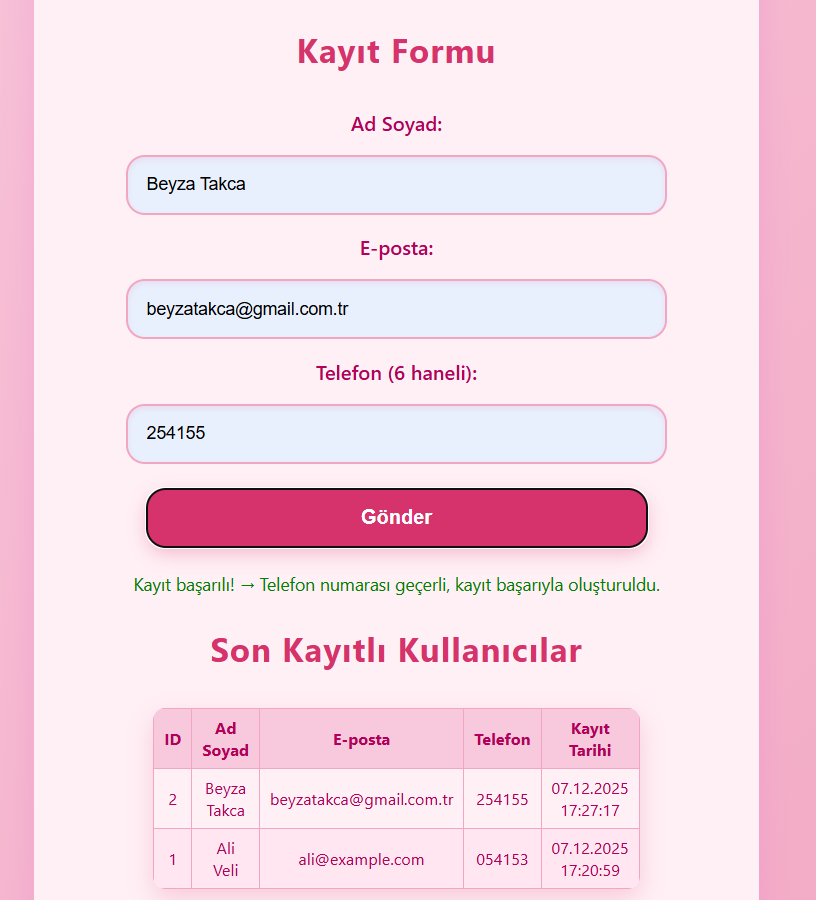 Kayıt Formu
Ad Soyad:
Beyza Takca
E-posta:
beyzatakca@gmail.com.tr
Telefon (6 haneli):
254155
Gönder
Kayıt başarılı! → Telefon numarası geçerli, kayıt başarıyla oluşturuldu.
Son Kayıtlı Kullanıcılar
ID Ad Soyad E-posta Telefon Kayıt Tarihi
2 Beyza Takca beyzatakca@gmail.com.tr 254155 07.12.2025 17:27:17
1 Ali Veli ali@example.com 054153 07.12.2025 17:20:59